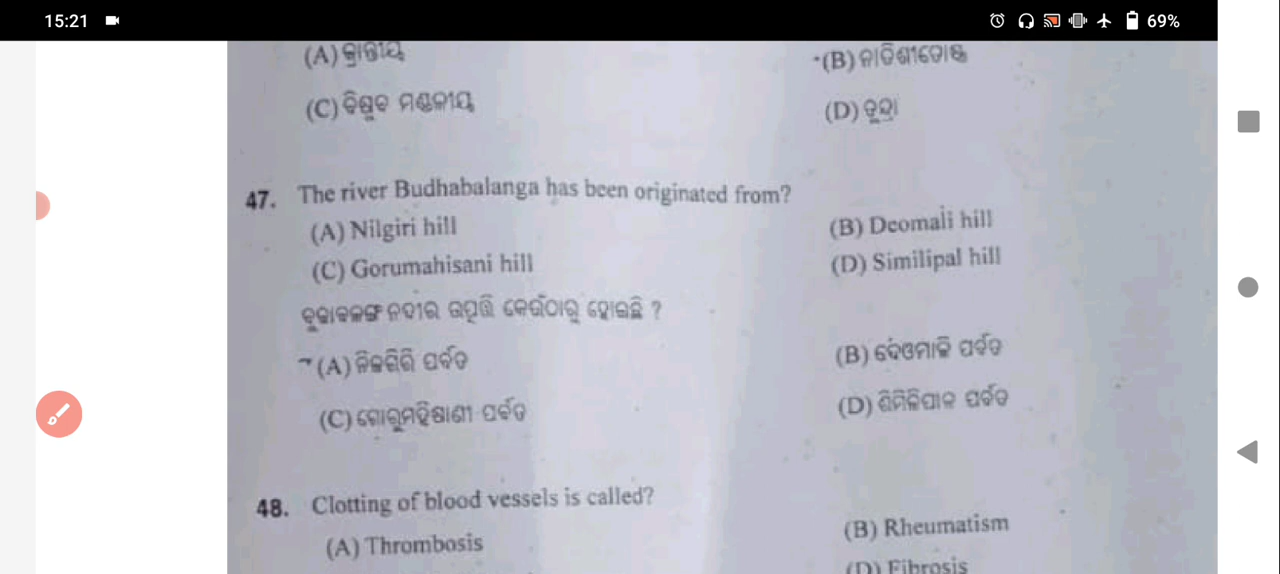 15:21 69%
(A) କ୍ରାନ୍ତୀୟ (B) ନାତିଶୀତୋଷ୍ଣ
(C) ବିଷୁବ ମଣ୍ଡଳୀୟ (D) ତୁନ୍ଦ୍ରା
47. The river Budhabalanga has been originated from?
(A) Nilgiri hill (B) Deomali hill
(C) Gorumahisani hill (D) Similipal hill
ବୁଢାବଳଙ୍ଗ ନଦୀର ଉତ୍ପତ୍ତି କେଉଁଠାରୁ ହୋଇଛି ?
(A) ନିଳଗିରି ପର୍ବତ (B) ଦେଓମାଳି ପର୍ବତ
(C) ଗୋରୁମହିଷାଣୀ ପର୍ବତ (D) ଶିମିଳିପାଳ ପର୍ବତ
48. Clotting of blood vessels is called?
(A) Thrombosis (B) Rheumatism
(D) Fibrosis